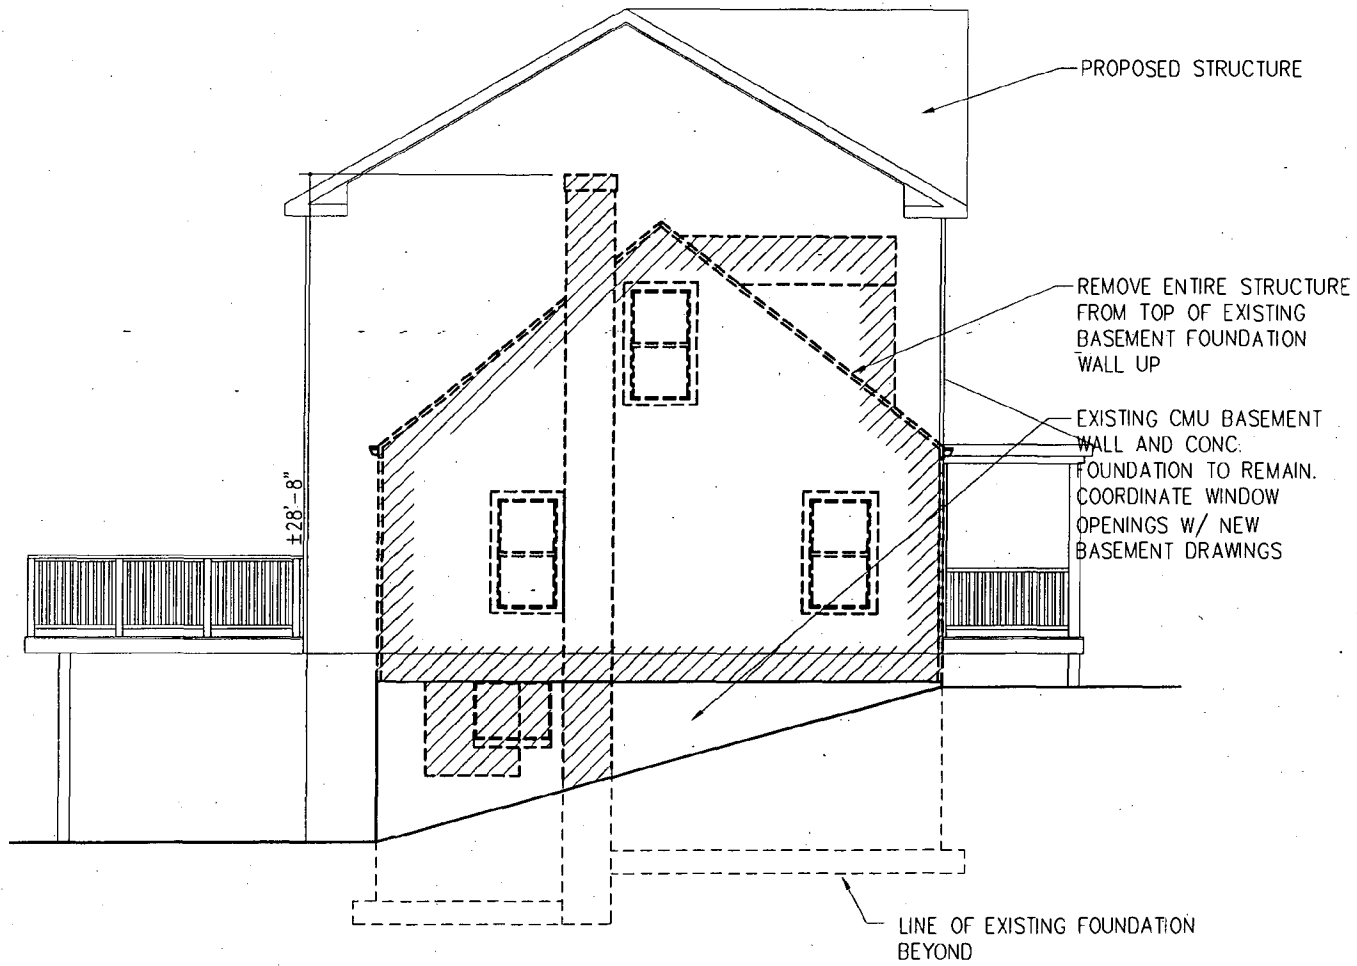 PROPOSED STRUCTURE
REMOVE ENTIRE STRUCTURE
FROM TOP OF EXISTING
BASEMENT FOUNDATION
WALL UP
EXISTING CMU BASEMENT
WALL AND CONC.
FOUNDATION TO REMAIN.
COORDINATE WINDOW
OPENINGS W/ NEW
BASEMENT DRAWINGS
±28'-8"
LINE OF EXISTING FOUNDATION
BEYOND